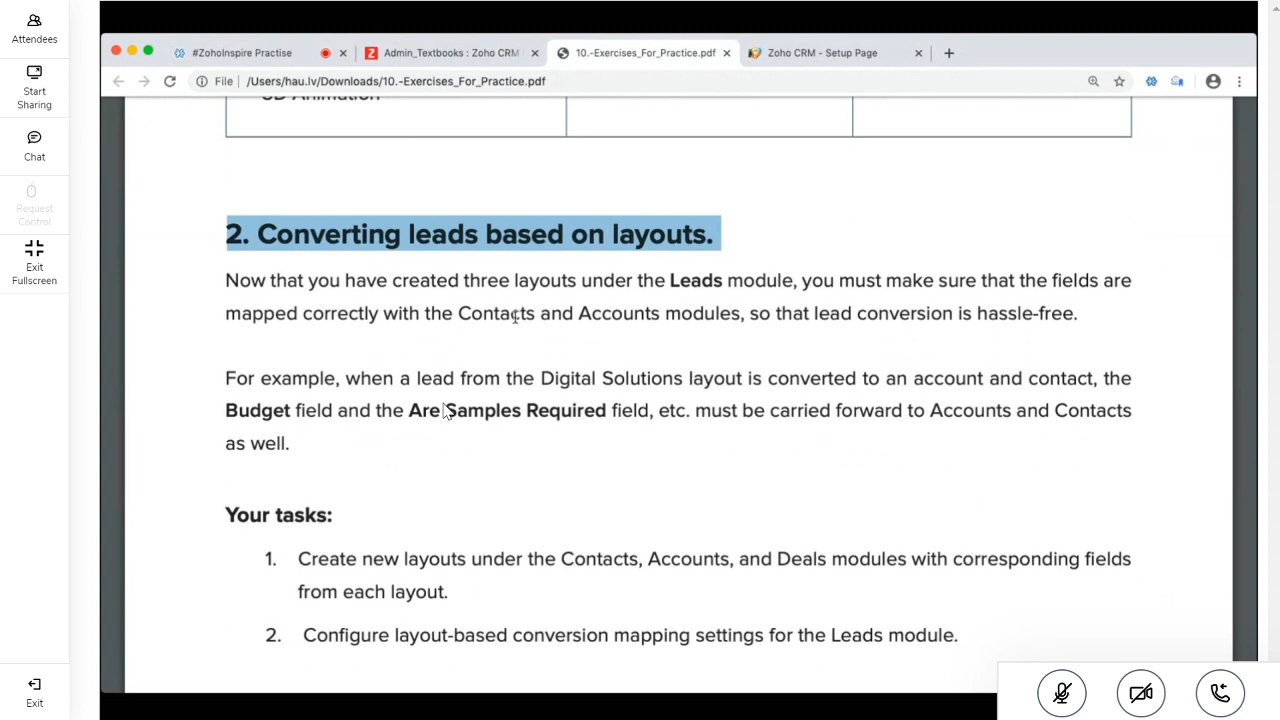 Attendees
Start
Sharing
Chat
Request
Control
Exit
Fullscreen
Exit
#ZohoInspire Practise
Admin_Textbooks : Zoho CRM
10.-Exercises_For_Practice.pdf
Zoho CRM - Setup Page
File
/Users/hau.lv/Downloads/10.-Exercises_For_Practice.pdf
3D Animation
2. Converting leads based on layouts.
Now that you have created three layouts under the Leads module, you must make sure that the fields are
mapped correctly with the Contacts and Accounts modules, so that lead conversion is hassle-free.
For example, when a lead from the Digital Solutions layout is converted to an account and contact, the
Budget field and the Are Samples Required field, etc. must be carried forward to Accounts and Contacts
as well.
Your tasks:
1. Create new layouts under the Contacts, Accounts, and Deals modules with corresponding fields
from each layout.
2. Configure layout-based conversion mapping settings for the Leads module.